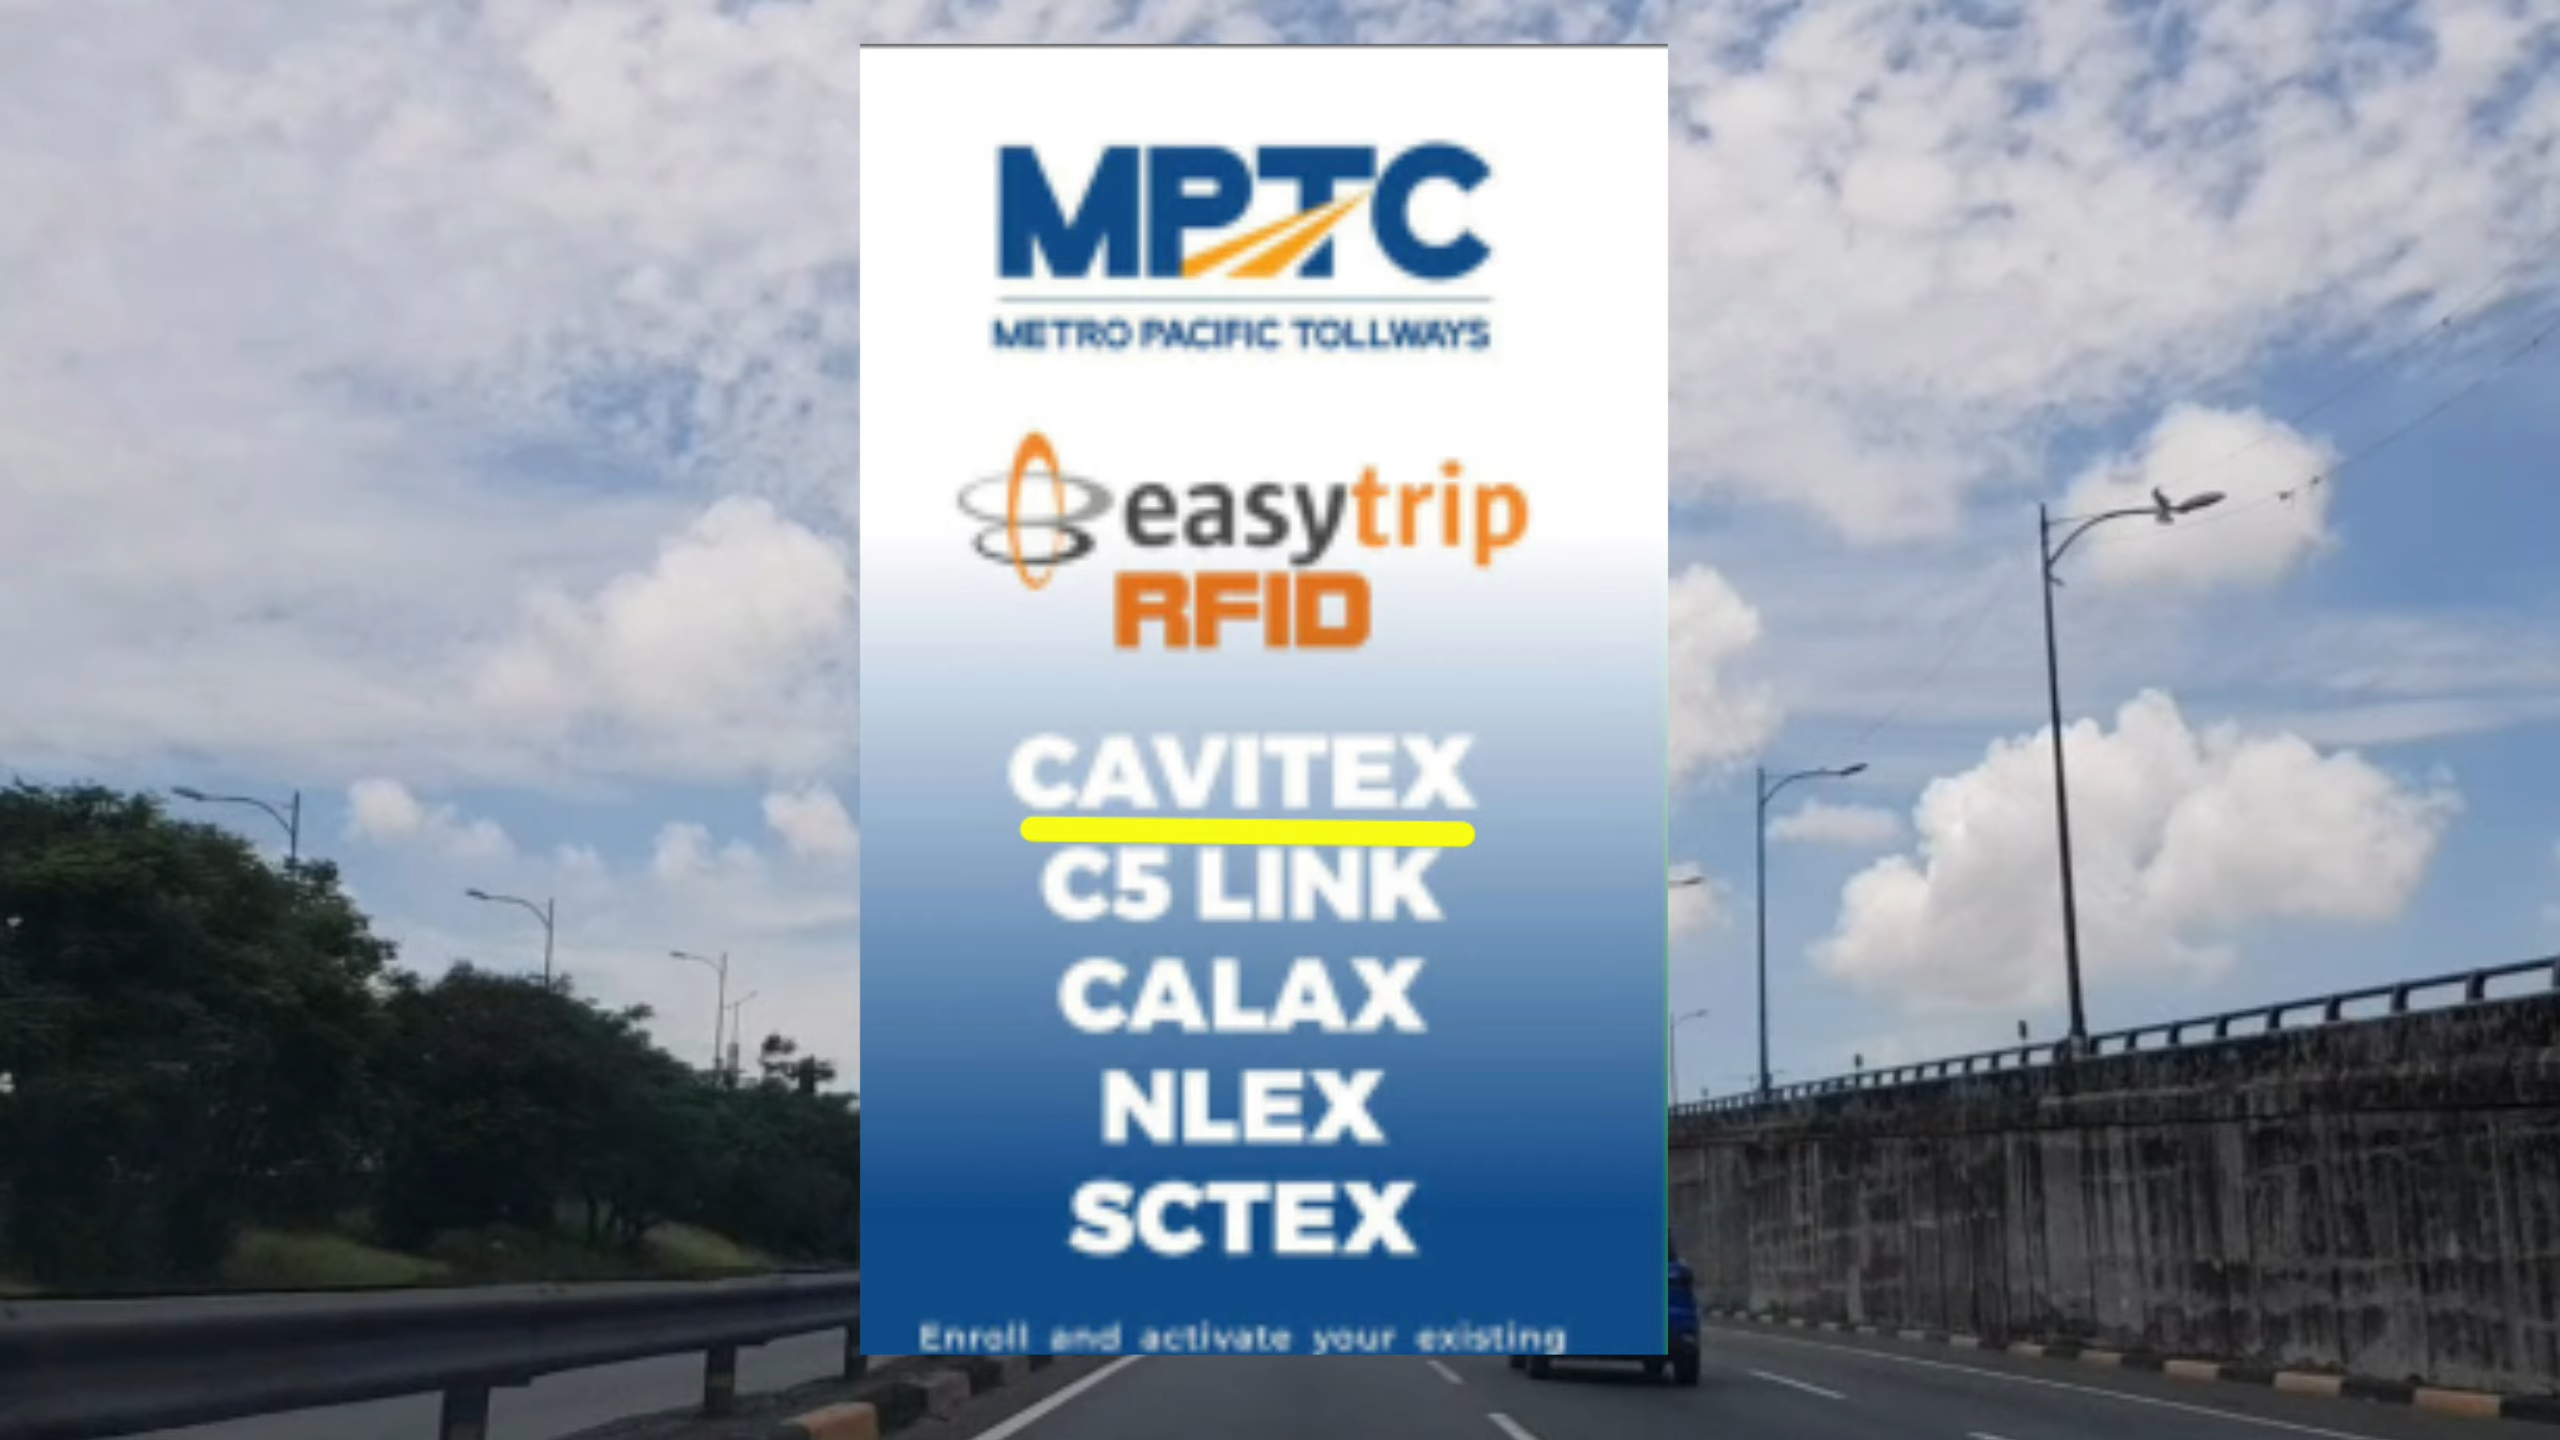 MPTC
METRO PACIFIC TOLLWAYS
easytrip
RFID
CAVITEX
C5 LINK
CALAX
NLEX
SCTEX
Enroll and activate your existing